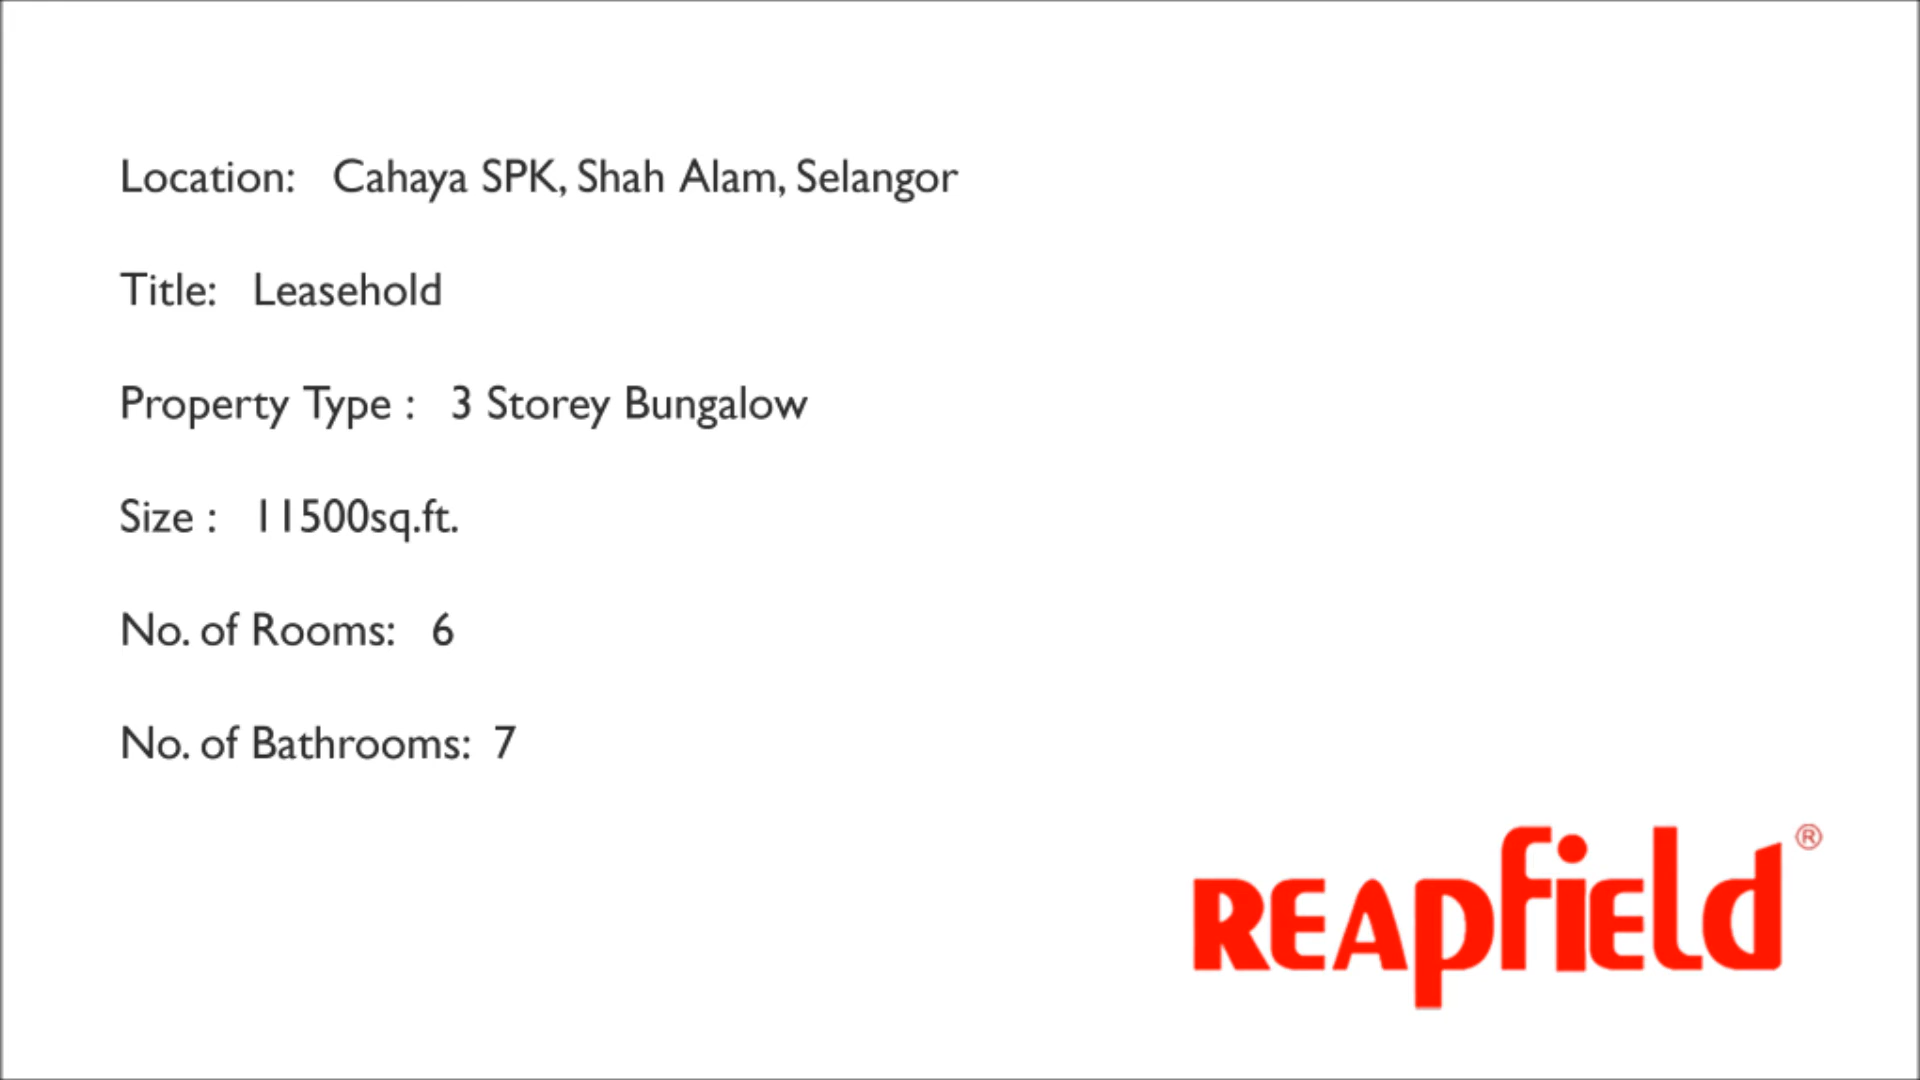 Location: Cahaya SPK, Shah Alam, Selangor
Title: Leasehold
Property Type : 3 Storey Bungalow
Size : 11500sq.ft.
No. of Rooms: 6
No. of Bathrooms: 7
REApfiEld®